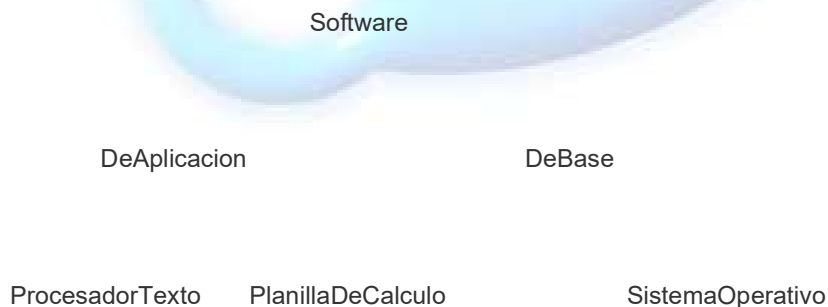 Software
DeAplicacion DeBase
ProcesadorTexto PlanillaDeCalculo SistemaOperativo